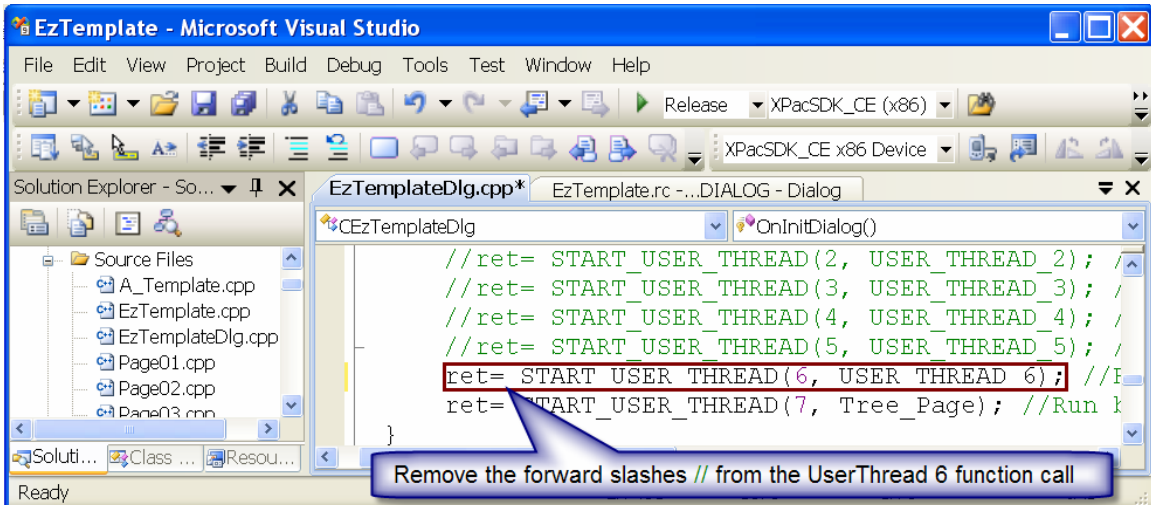 EzTemplate - Microsoft Visual Studio
File Edit View Project Build Debug Tools Test Window Help
Release XPacSDK_CE (x86)
XPacSDK_CE x86 Device
Solution Explorer - So...
EzTemplateDlg.cpp* EzTemplate.rc -...DIALOG - Dialog
CEzTemplateDlg OnInitDialog()
Source Files
A_Template.cpp
EzTemplate.cpp
EzTemplateDlg.cpp
Page01.cpp
Page02.cpp
Page03.cpp
//ret= START_USER_THREAD(2, USER_THREAD_2); /
//ret= START_USER_THREAD(3, USER_THREAD_3); /
//ret= START_USER_THREAD(4, USER_THREAD_4); /
//ret= START_USER_THREAD(5, USER_THREAD_5); /
ret= START_USER_THREAD(6, USER_THREAD_6); //
ret= START_USER_THREAD(7, Tree_Page); //Run
}
Remove the forward slashes // from the UserThread 6 function call
Soluti... Class ... Resou...
Ready